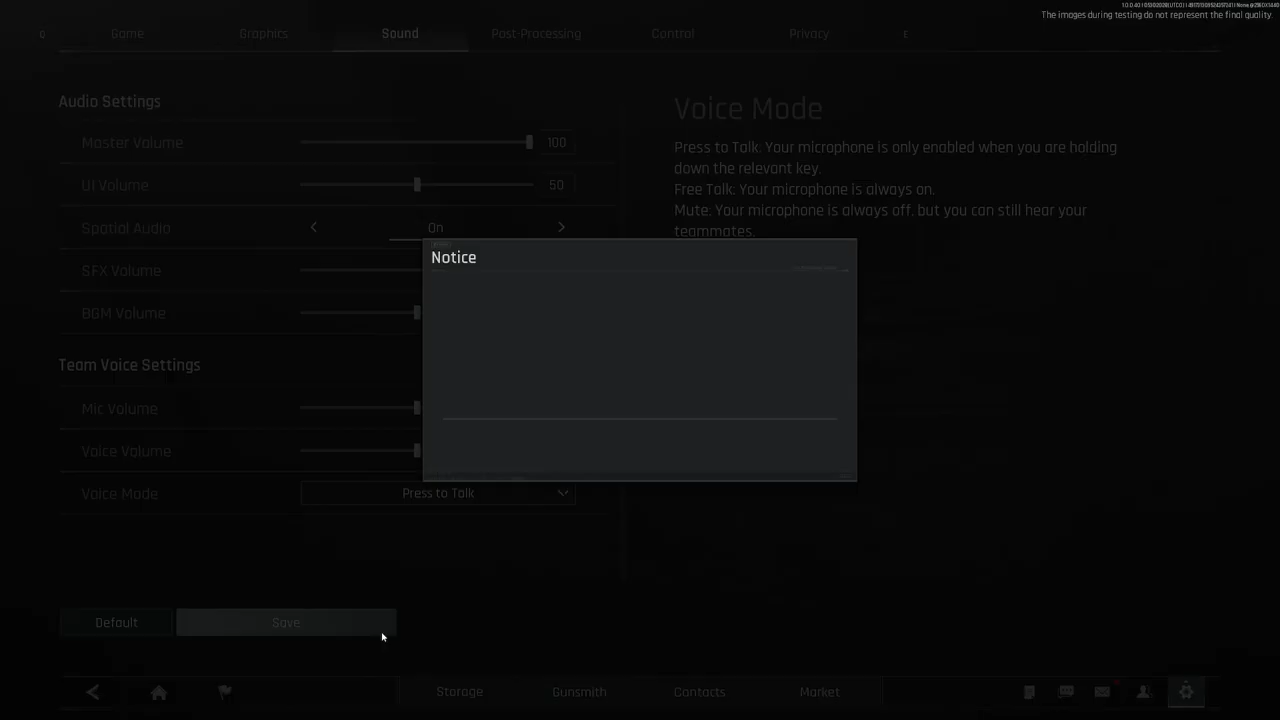 The images during testing do not represent the final quality.
Q Game Graphics Sound Post-Processing Control Privacy E
Audio Settings
Master Volume 100
UI Volume 50
Spatial Audio On
SFX Volume
BGM Volume
Team Voice Settings
Mic Volume
Voice Volume
Voice Mode Press to Talk
Voice Mode
Press to Talk: Your microphone is only enabled when you are holding
down the relevant key.
Free Talk: Your microphone is always on.
Mute: Your microphone is always off, but you can still hear your
teammates.
Notice
Default Save
Storage Gunsmith Contacts Market